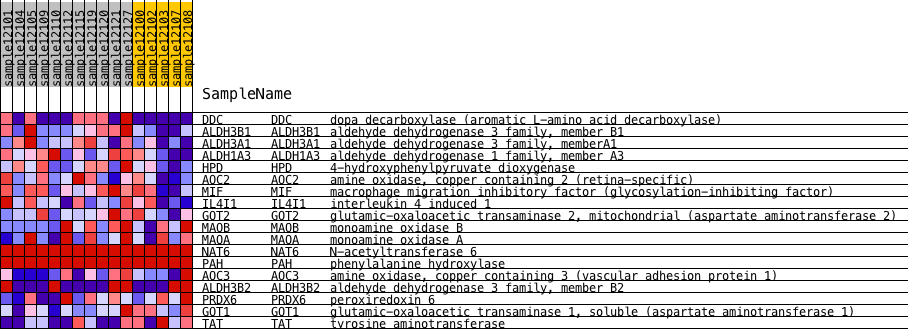 sample12101
sample12104
sample12105
sample12109
sample12110
sample12112
sample12115
sample12119
sample12120
sample12121
sample12127
sample12100
sample12102
sample12103
sample12107
sample12108
SampleName
DDC DDC dopa decarboxylase (aromatic L-amino acid decarboxylase)
ALDH3B1 ALDH3B1 aldehyde dehydrogenase 3 family, member B1
ALDH3A1 ALDH3A1 aldehyde dehydrogenase 3 family, memberA1
ALDH1A3 ALDH1A3 aldehyde dehydrogenase 1 family, member A3
HPD HPD 4-hydroxyphenylpyruvate dioxygenase
AOC2 AOC2 amine oxidase, copper containing 2 (retina-specific)
MIF MIF macrophage migration inhibitory factor (glycosylation-inhibiting factor)
IL4I1 IL4I1 interleukin 4 induced 1
GOT2 GOT2 glutamic-oxaloacetic transaminase 2, mitochondrial (aspartate aminotransferase 2)
MAOB MAOB monoamine oxidase B
MAOA MAOA monoamine oxidase A
NAT6 NAT6 N-acetyltransferase 6
PAH PAH phenylalanine hydroxylase
AOC3 AOC3 amine oxidase, copper containing 3 (vascular adhesion protein 1)
ALDH3B2 ALDH3B2 aldehyde dehydrogenase 3 family, member B2
PRDX6 PRDX6 peroxiredoxin 6
GOT1 GOT1 glutamic-oxaloacetic transaminase 1, soluble (aspartate aminotransferase 1)
TAT TAT tyrosine aminotransferase